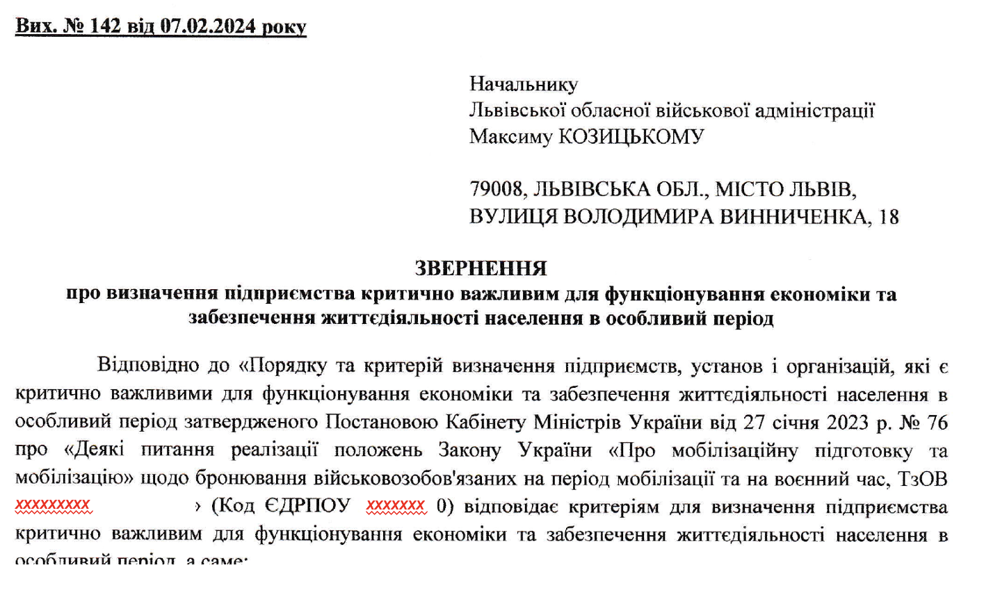 Вих. № 142 від 07.02.2024 року
Начальнику
Львівської обласної військової адміністрації
Максиму КОЗИЦЬКОМУ
79008, ЛЬВІВСЬКА ОБЛ., МІСТО ЛЬВІВ,
ВУЛИЦЯ ВОЛОДИМИРА ВИННИЧЕНКА, 18
ЗВЕРНЕННЯ
про визначення підприємства критично важливим для функціонування економіки та
забезпечення життєдіяльності населення в особливий період
Відповідно до «Порядку та критерій визначення підприємств, установ і організацій, які є
критично важливими для функціонування економіки та забезпечення життєдіяльності населення в
особливий період затвердженого Постановою Кабінету Міністрів України від 27 січня 2023 р. № 76
про «Деякі питання реалізації положень Закону України «Про мобілізаційну підготовку та
мобілізацію» щодо бронювання військовозобов'язаних на період мобілізації та на воєнний час, ТзОВ
xxxxxxxxx › (Код ЄДРПОУ xxxxxxx 0) відповідає критеріям для визначення підприємства
критично важливим для функціонування економіки та забезпечення життєдіяльності населення в
особливий період, а саме: